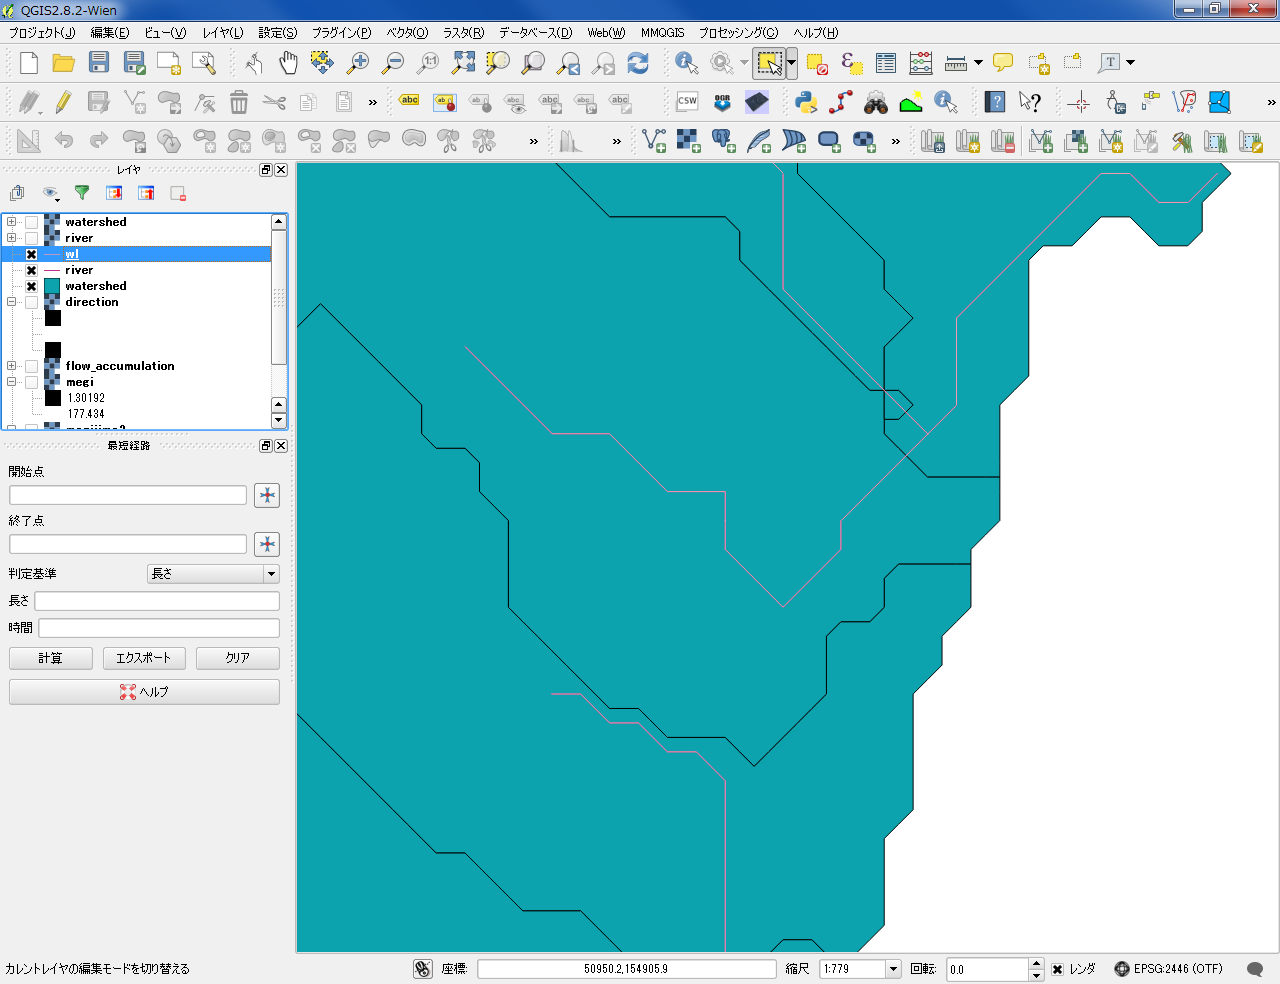 QGIS2.8.2-Wien
プロジェクト(J) 編集(E) ビュー(V) レイヤ(L) 設定(S) プラグイン(P) ベクタ(O) ラスタ(R) データベース(D) Web(W) MMQGIS プロセッシング(C) ヘルプ(H)
レイヤ
watershed
river
wl
river
watershed
direction
flow_accumulation
megi
1.30192
177.434
最短経路
開始点
終了点
判定基準 長さ
長さ
時間
計算 エクスポート クリア
ヘルプ
カレントレイヤの編集モードを切り替える 座標: 50950.2,154905.9 縮尺 1:779 回転: 0.0 レンダ EPSG:2446 (OTF)